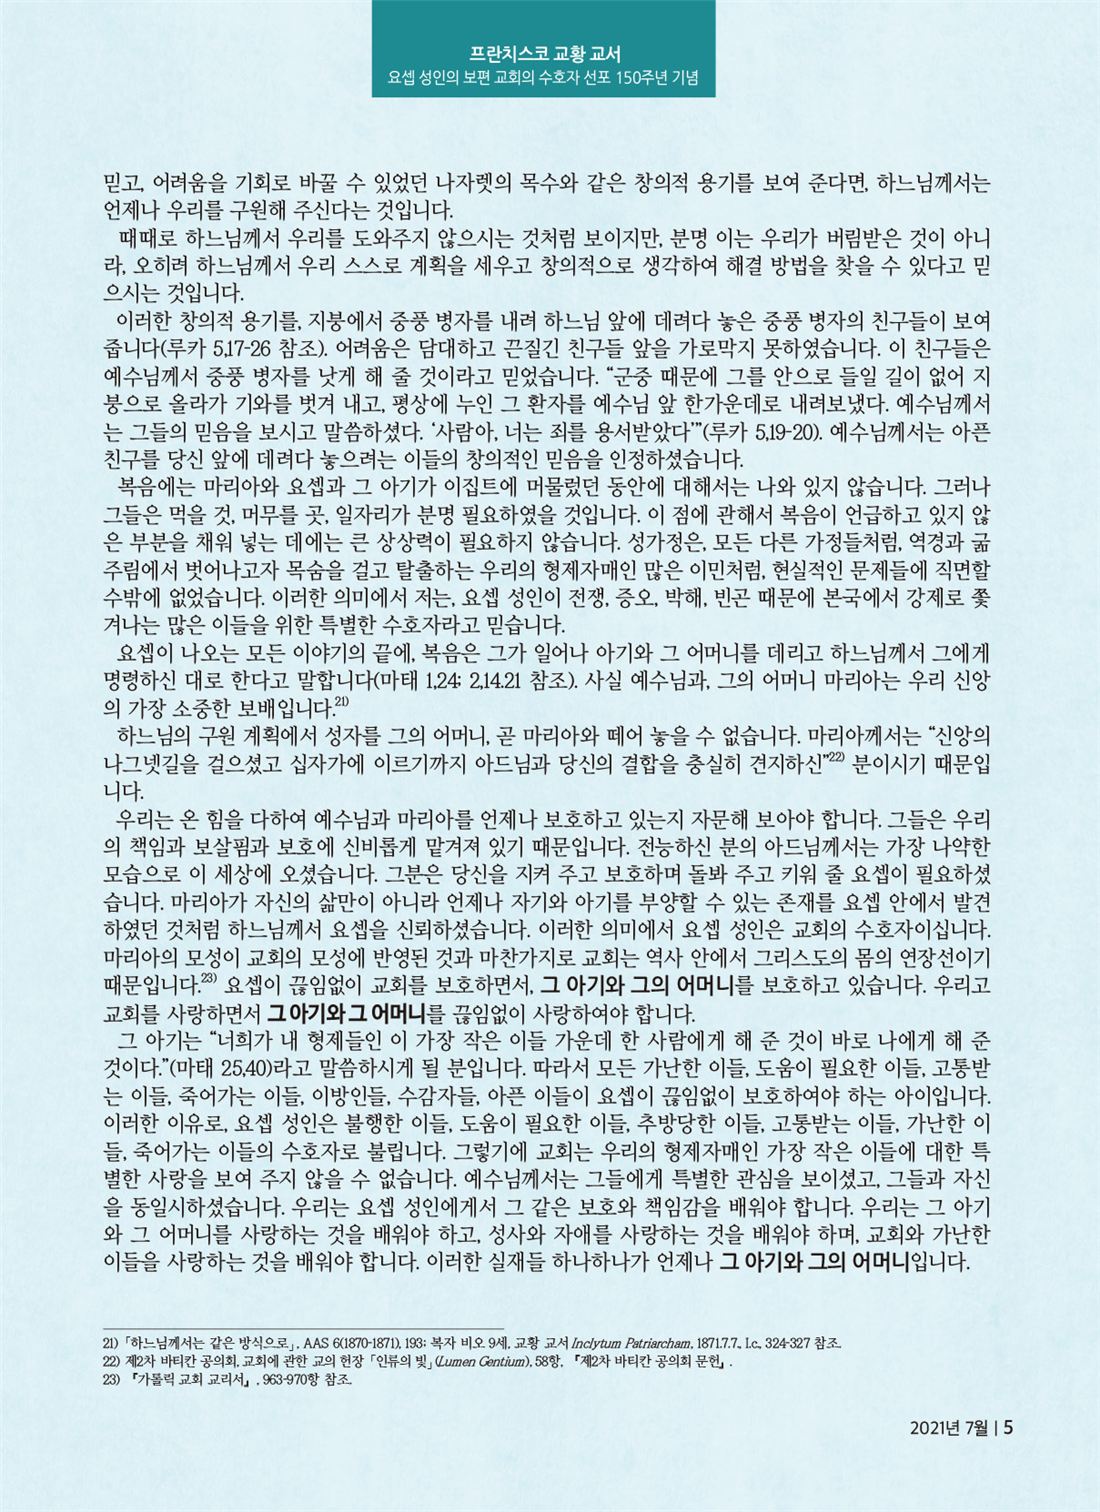 프란치스코 교황 교서
요셉 성인의 보편 교회의 수호자 선포 150주년 기념
믿고, 어려움을 기회로 바꿀 수 있었던 나자렛의 목수와 같은 창의적 용기를 보여 준다면, 하느님께서는
언제나 우리를 구원해 주신다는 것입니다.
때때로 하느님께서 우리를 도와주지 않으시는 것처럼 보이지만, 분명 이는 우리가 버림받은 것이 아니
라, 오히려 하느님께서 우리 스스로 계획을 세우고 창의적으로 생각하여 해결 방법을 찾을 수 있다고 믿
으시는 것입니다.
이러한 창의적 용기를, 지붕에서 중풍 병자를 내려 하느님 앞에 데려다 놓은 중풍 병자의 친구들이 보여
줍니다(루카 5,17-26 참조). 어려움은 담대하고 끈질긴 친구들 앞을 가로막지 못하였습니다. 이 친구들은
예수님께서 중풍 병자를 낫게 해 줄 것이라고 믿었습니다. “군중 때문에 그를 안으로 들일 길이 없어 지
붕으로 올라가 기와를 벗겨 내고, 평상에 누인 그 환자를 예수님 앞 한가운데로 내려보냈다. 예수님께서
는 그들의 믿음을 보시고 말씀하셨다. ‘사람아, 너는 죄를 용서받았다’”(루카 5,19-20). 예수님께서는 아픈
친구를 당신 앞에 데려다 놓으려는 이들의 창의적인 믿음을 인정하셨습니다.
복음에는 마리아와 요셉과 그 아기가 이집트에 머물렀던 동안에 대해서는 나와 있지 않습니다. 그러나
그들은 먹을 것, 머무를 곳, 일자리가 분명 필요하였을 것입니다. 이 점에 관해서 복음이 언급하고 있지 않
은 부분을 채워 넣는 데에는 큰 상상력이 필요하지 않습니다. 성가정은, 모든 다른 가정들처럼, 역경과 굶
주림에서 벗어나고자 목숨을 걸고 탈출하는 우리의 형제자매인 많은 이민처럼, 현실적인 문제들에 직면할
수밖에 없었습니다. 이러한 의미에서 저는, 요셉 성인이 전쟁, 증오, 박해, 빈곤 때문에 본국에서 강제로 쫓
겨나는 많은 이들을 위한 특별한 수호자라고 믿습니다.
요셉이 나오는 모든 이야기의 끝에, 복음은 그가 일어나 아기와 그 어머니를 데리고 하느님께서 그에게
명령하신 대로 한다고 말합니다(마태 1,24; 2,14.21 참조). 사실 예수님과, 그의 어머니 마리아는 우리 신앙
의 가장 소중한 보배입니다.21)
하느님의 구원 계획에서 성자를 그의 어머니, 곧 마리아와 떼어 놓을 수 없습니다. 마리아께서는 “신앙의
나그넷길을 걸으셨고 십자가에 이르기까지 아드님과 당신의 결합을 충실히 견지하신”22) 분이시기 때문입
니다.
우리는 온 힘을 다하여 예수님과 마리아를 언제나 보호하고 있는지 자문해 보아야 합니다. 그들은 우리
의 책임과 보살핌과 보호에 신비롭게 맡겨져 있기 때문입니다. 전능하신 분의 아드님께서는 가장 나약한
모습으로 이 세상에 오셨습니다. 그분은 당신을 지켜 주고 보호하며 돌봐 주고 키워 줄 요셉이 필요하셨
습니다. 마리아가 자신의 삶만이 아니라 언제나 자기와 아기를 부양할 수 있는 존재를 요셉 안에서 발견
하였던 것처럼 하느님께서 요셉을 신뢰하셨습니다. 이러한 의미에서 요셉 성인은 교회의 수호자이십니다.
마리아의 모성이 교회의 모성에 반영된 것과 마찬가지로 교회는 역사 안에서 그리스도의 몸의 연장선이기
때문입니다.23) 요셉이 끊임없이 교회를 보호하면서, 그 아기와 그의 어머니를 보호하고 있습니다. 우리고
교회를 사랑하면서 그 아기와 그 어머니를 끊임없이 사랑하여야 합니다.
그 아기는 “너희가 내 형제들인 이 가장 작은 이들 가운데 한 사람에게 해 준 것이 바로 나에게 해 준
것이다.”(마태 25,40)라고 말씀하시게 될 분입니다. 따라서 모든 가난한 이들, 도움이 필요한 이들, 고통받
는 이들, 죽어가는 이들, 이방인들, 수감자들, 아픈 이들이 요셉이 끊임없이 보호하여야 하는 아이입니다.
이러한 이유로, 요셉 성인은 불행한 이들, 도움이 필요한 이들, 추방당한 이들, 고통받는 이들, 가난한 이
들, 죽어가는 이들의 수호자로 불립니다. 그렇기에 교회는 우리의 형제자매인 가장 작은 이들에 대한 특
별한 사랑을 보여 주지 않을 수 없습니다. 예수님께서는 그들에게 특별한 관심을 보이셨고, 그들과 자신
을 동일시하셨습니다. 우리는 요셉 성인에게서 그 같은 보호와 책임감을 배워야 합니다. 우리는 그 아기
와 그 어머니를 사랑하는 것을 배워야 하고, 성사와 자애를 사랑하는 것을 배워야 하며, 교회와 가난한
이들을 사랑하는 것을 배워야 합니다. 이러한 실재들 하나하나가 언제나 그 아기와 그의 어머니입니다.
21) 「하느님께서는 같은 방식으로」, AAS 6(1870-1871), 193; 복자 비오 9세, 교황 교서 Inclytum Patriarcham, 1871.7.7., l.c., 324-327 참조.
22) 제2차 바티칸 공의회, 교회에 관한 교의 헌장 「인류의 빛」(Lumen Gentium), 58항, 『제2차 바티칸 공의회 문헌』.
23) 『가톨릭 교회 교리서』, 963-970항 참조.
2021년 7월 | 5